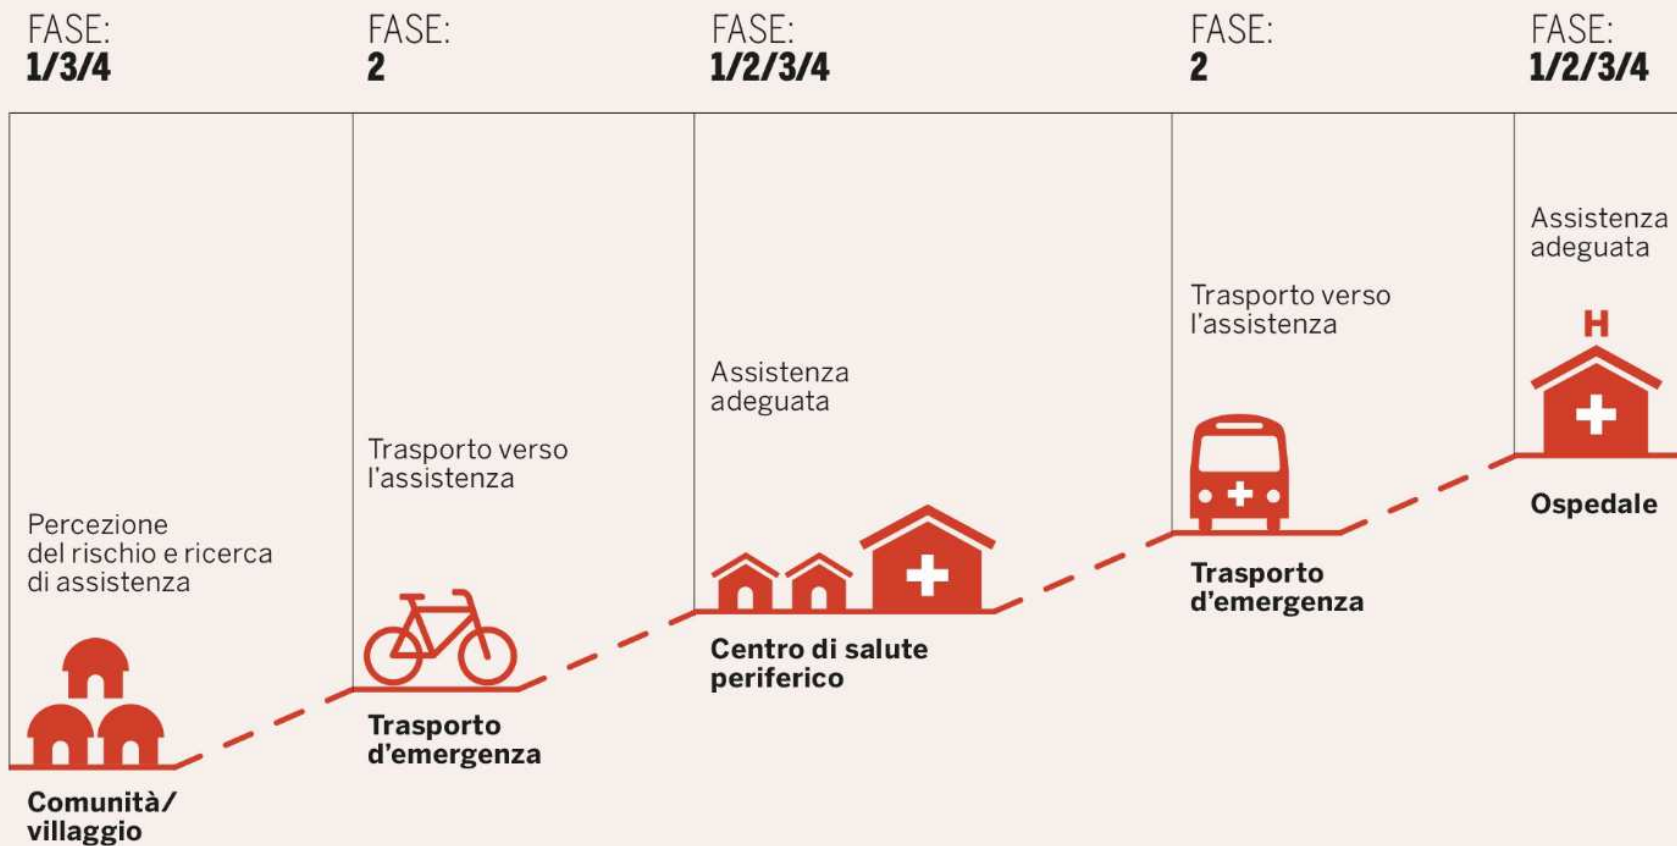 FASE:
1/3/4
FASE:
2
FASE:
1/2/3/4
FASE:
2
FASE:
1/2/3/4
Percezione
del rischio e ricerca
di assistenza
Comunità/
villaggio
Trasporto verso
l'assistenza
Trasporto
d'emergenza
Assistenza
adeguata
Centro di salute
periferico
Trasporto verso
l'assistenza
Trasporto
d'emergenza
Assistenza
adeguata
H
Ospedale